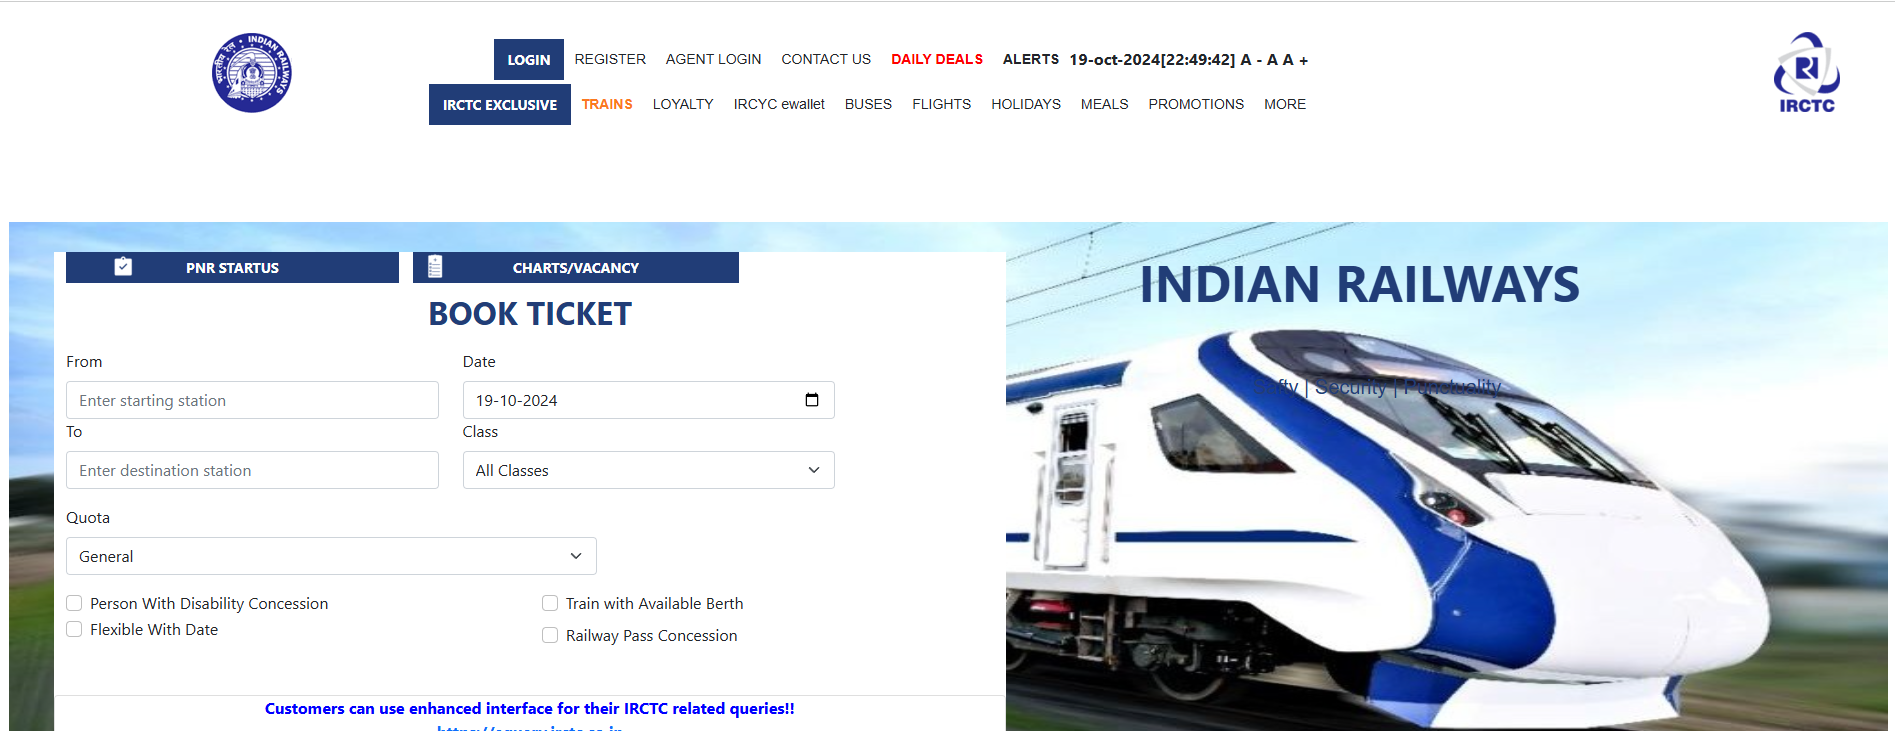 भारतीय रेल • INDIAN RAILWAYS
LOGIN REGISTER AGENT LOGIN CONTACT US DAILY DEALS ALERTS 19-oct-2024[22:49:42] A - A A +
IRCTC EXCLUSIVE TRAINS LOYALTY IRCYC ewallet BUSES FLIGHTS HOLIDAYS MEALS PROMOTIONS MORE
IRCTC
PNR STARTUS CHARTS/VACANCY
BOOK TICKET
From Date
Enter starting station 19-10-2024
To Class
Enter destination station All Classes
Quota
General
Person With Disability Concession Train with Available Berth
Flexible With Date Railway Pass Concession
Customers can use enhanced interface for their IRCTC related queries!!
INDIAN RAILWAYS
| Security | Punctuality